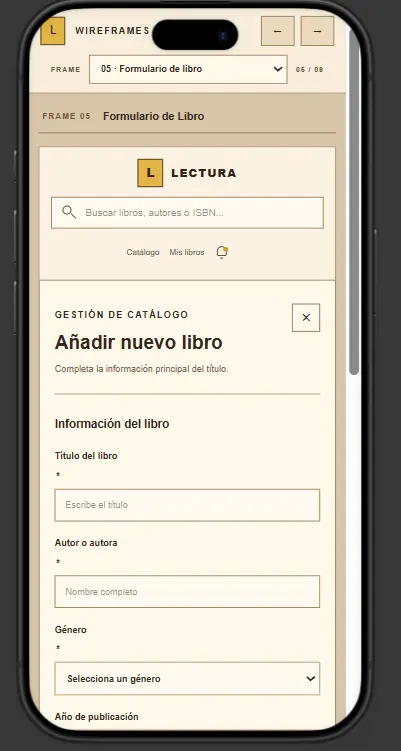 L WIREFRAMES ← →
FRAME 05 · Formulario de libro 06 / 09
FRAME 05 Formulario de Libro
L LECTURA
Buscar libros, autores o ISBN...
Catálogo Mis libros
GESTIÓN DE CATÁLOGO ×
Añadir nuevo libro
Completa la información principal del título.
Información del libro
Título del libro
*
Escribe el título
Autor o autora
*
Nombre completo
Género
*
Selecciona un género
Año de publicación